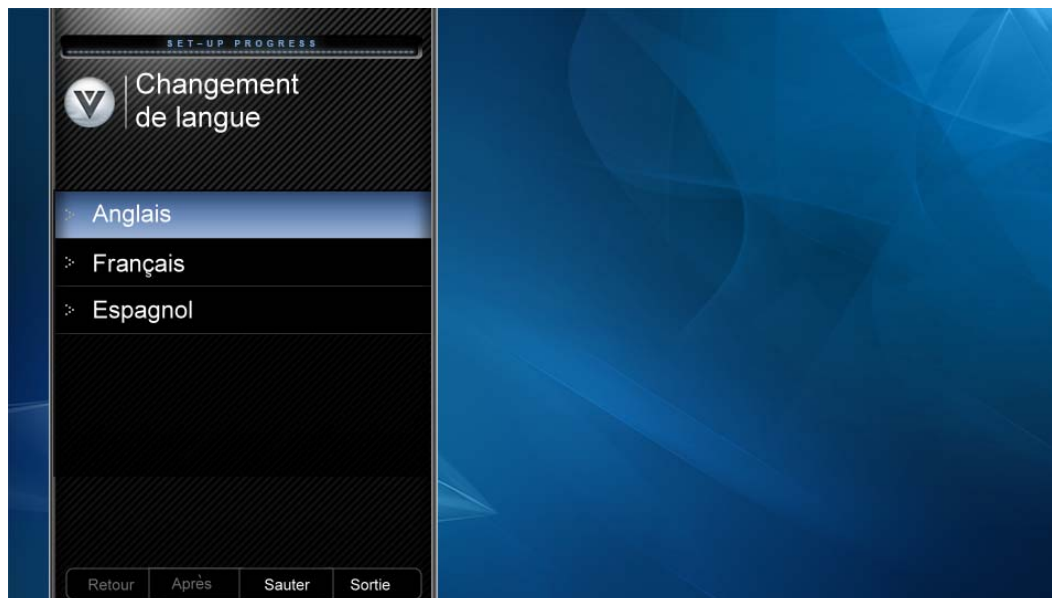 SET-UP PROGRESS
Changement
de langue
Anglais
Français
Espagnol
Retour Après Sauter Sortie